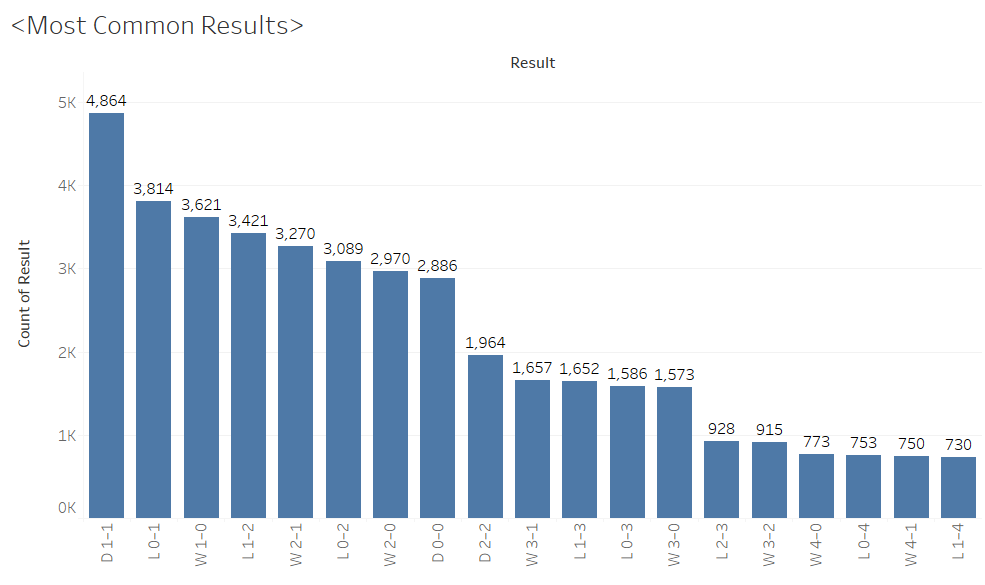 <Most Common Results>
Result
Count of Result
5K
4K
3K
2K
1K
0K
4,864
3,814
3,621
3,421
3,270
3,089
2,970
2,886
1,964
1,657
1,652
1,586
1,573
928
915
773
753
750
730
D 1–1
L 0–1
W 1–0
L 1–2
W 2–1
L 0–2
W 2–0
D 0–0
D 2–2
W 3–1
L 1–3
L 0–3
W 3–0
L 2–3
W 3–2
W 4–0
L 0–4
W 4–1
L 1–4